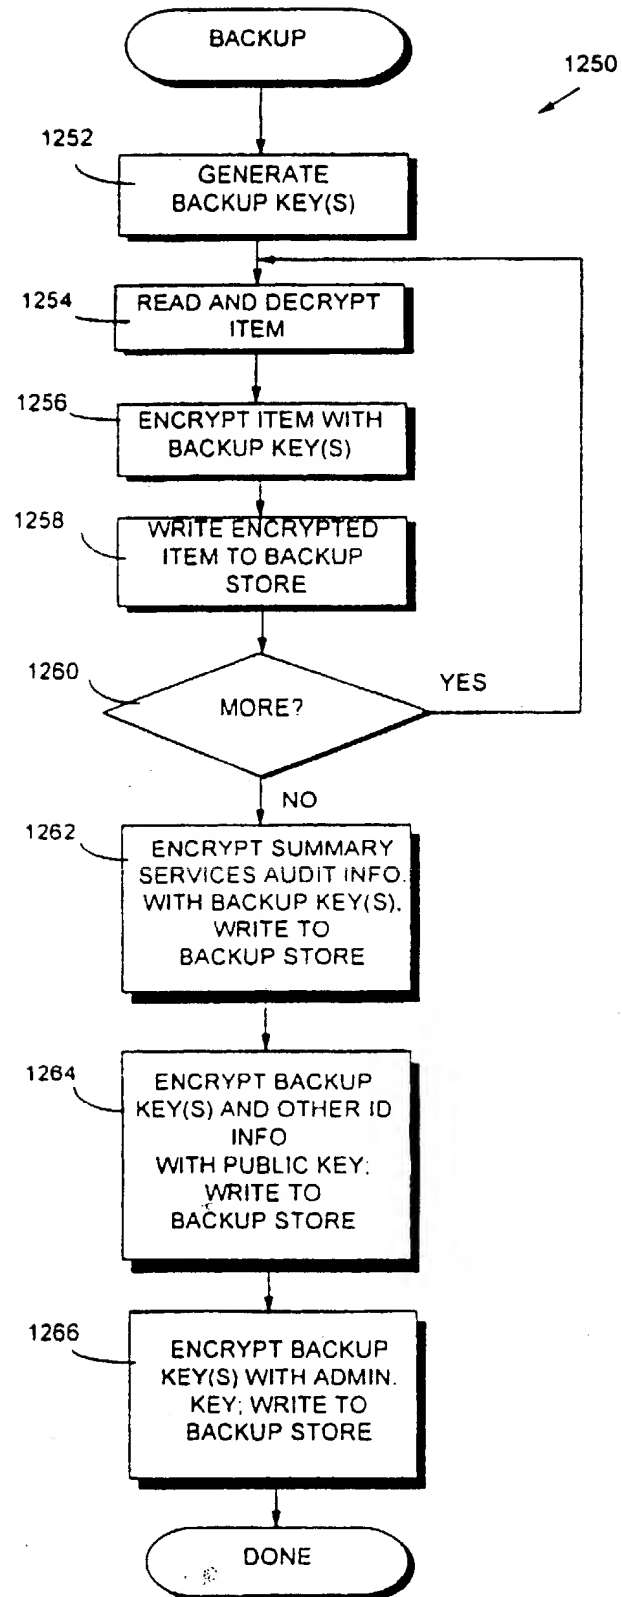 BACKUP
1250
1252
GENERATE
BACKUP KEY(S)
1254
READ AND DECRYPT
ITEM
1256
ENCRYPT ITEM WITH
BACKUP KEY(S)
1258
WRITE ENCRYPTED
ITEM TO BACKUP
STORE
1260
MORE?
YES
NO
1262
ENCRYPT SUMMARY
SERVICES AUDIT INFO.
WITH BACKUP KEY(S),
WRITE TO
BACKUP STORE
1264
ENCRYPT BACKUP
KEY(S) AND OTHER ID
INFO
WITH PUBLIC KEY;
WRITE TO
BACKUP STORE
1266
ENCRYPT BACKUP
KEY(S) WITH ADMIN.
KEY; WRITE TO
BACKUP STORE
DONE